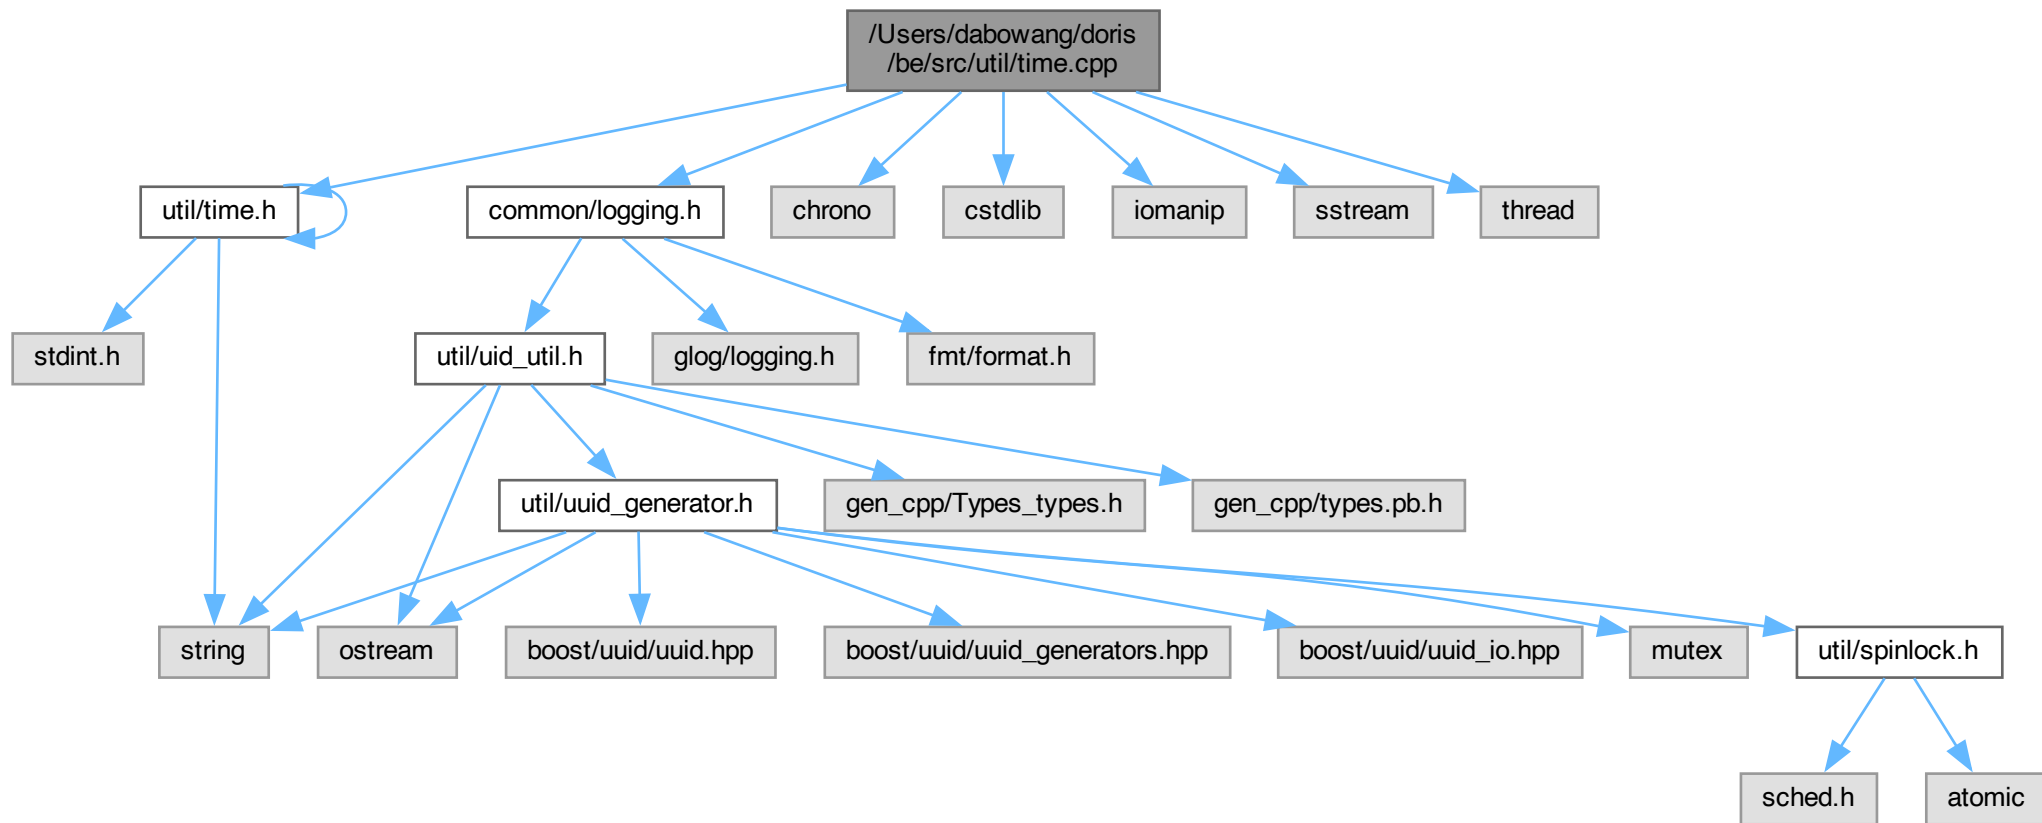 /Users/dabowang/doris
/be/src/util/time.cpp
util/time.h
common/logging.h
chrono
cstdlib
iomanip
sstream
thread
stdint.h
util/uid_util.h
glog/logging.h
fmt/format.h
util/uuid_generator.h
gen_cpp/Types_types.h
gen_cpp/types.pb.h
string
ostream
boost/uuid/uuid.hpp
boost/uuid/uuid_generators.hpp
boost/uuid/uuid_io.hpp
mutex
util/spinlock.h
sched.h
atomic